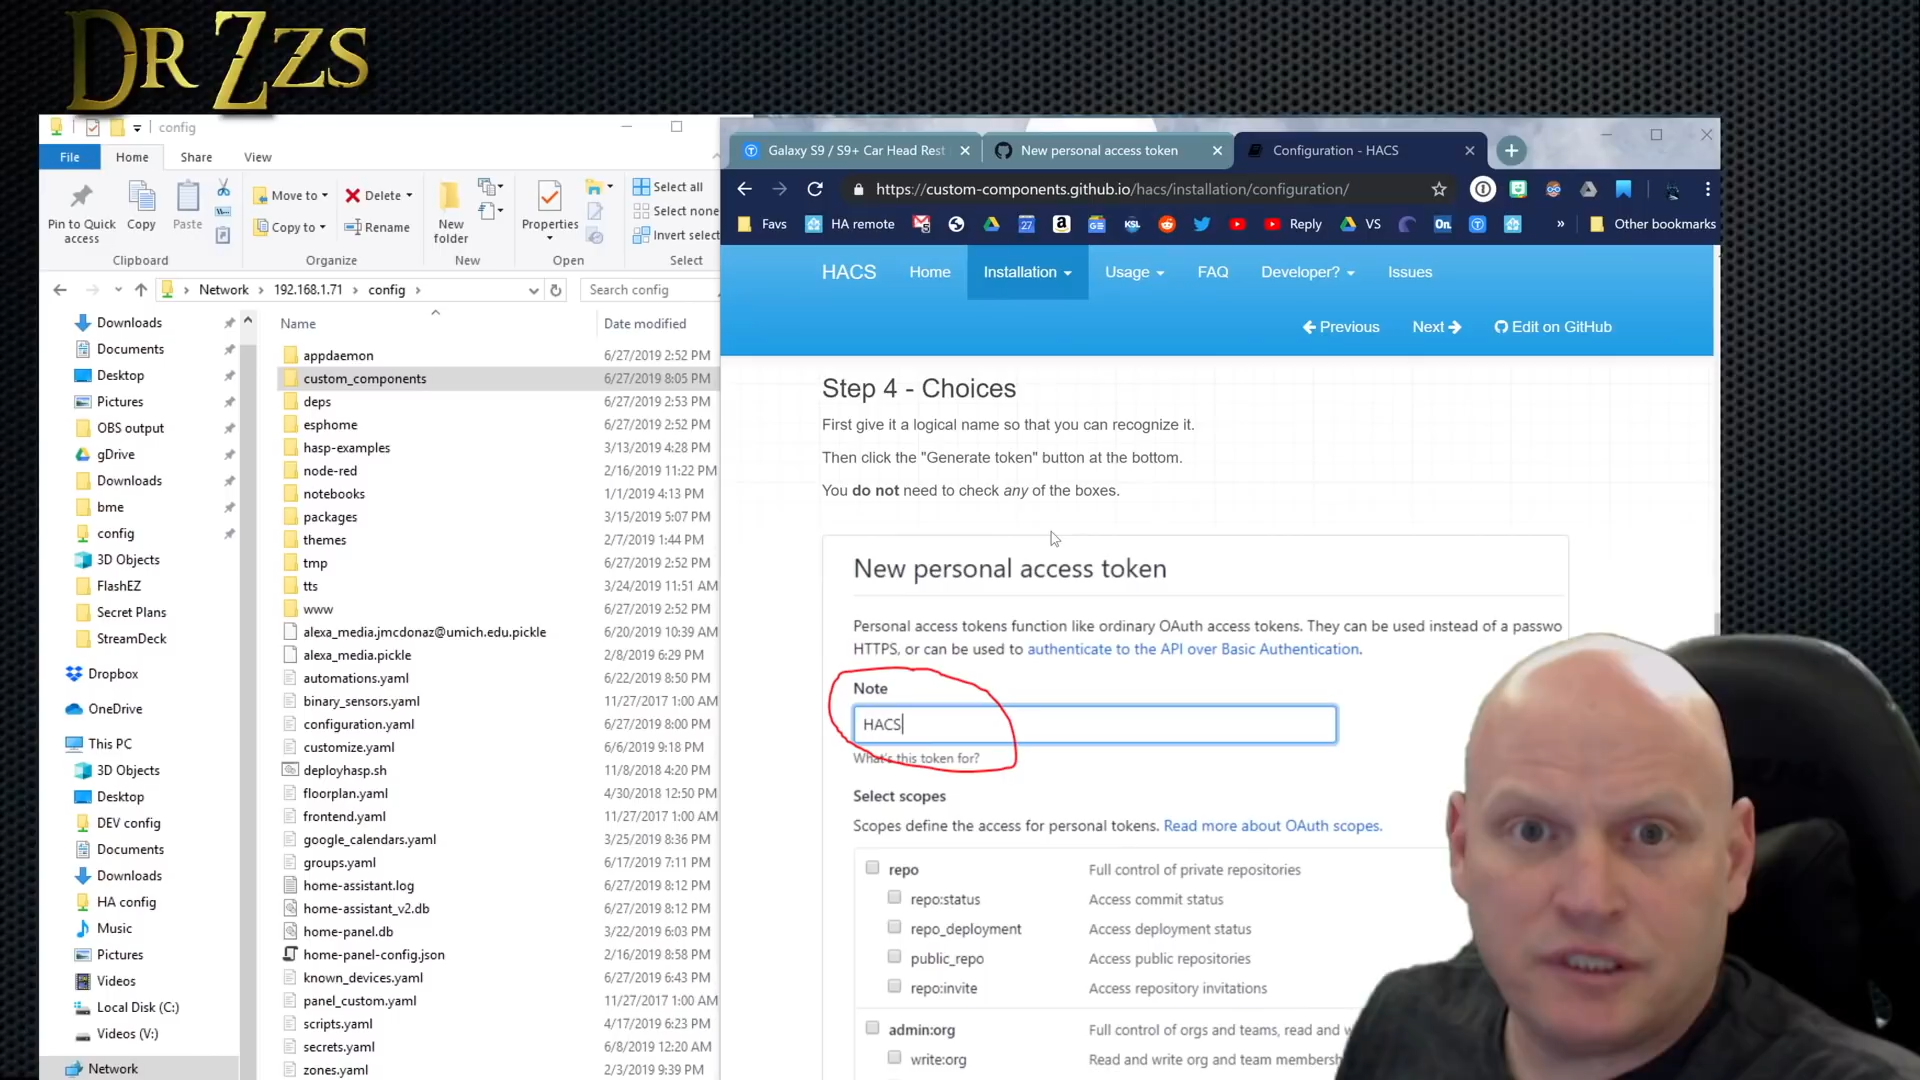 DR ZZS
config
File Home Share View
Pin to Quick access
Copy
Paste
Move to
Copy to
Delete
Rename
New folder
Properties
Select all
Select none
Invert select
Clipboard Organize New Open Select
Network 192.168.1.71 config
Search config
Downloads
Documents
Desktop
Pictures
OBS output
gDrive
Downloads
bme
config
3D Objects
FlashEZ
Secret Plans
StreamDeck
Dropbox
OneDrive
This PC
3D Objects
Desktop
DEV config
Documents
Downloads
HA config
Music
Pictures
Videos
Local Disk (C:)
Videos (V:)
Network
Name Date modified
appdaemon 6/27/2019 2:52 PM
custom_components 6/27/2019 8:05 PM
deps 6/27/2019 2:53 PM
esphome 6/27/2019 2:52 PM
hasp-examples 3/13/2019 4:28 PM
node-red 2/16/2019 11:22 PM
notebooks 1/1/2019 4:13 PM
packages 3/15/2019 5:07 PM
themes 2/7/2019 1:44 PM
tmp 6/27/2019 2:52 PM
tts 3/24/2019 11:51 AM
www 6/27/2019 2:52 PM
alexa_media.jmcdonaz@umich.edu.pickle 6/20/2019 10:39 AM
alexa_media.pickle 2/8/2019 6:29 PM
automations.yaml 6/22/2019 8:50 PM
binary_sensors.yaml 11/27/2017 1:00 AM
configuration.yaml 6/27/2019 8:00 PM
customize.yaml 6/6/2019 9:18 PM
deployhasp.sh 11/8/2018 4:20 PM
floorplan.yaml 4/30/2018 12:50 PM
frontend.yaml 11/27/2017 1:00 AM
google_calendars.yaml 3/25/2019 8:36 PM
groups.yaml 6/17/2019 7:11 PM
home-assistant.log 6/27/2019 8:12 PM
home-assistant_v2.db 6/27/2019 8:12 PM
home-panel.db 3/22/2019 6:03 PM
home-panel-config.json 2/16/2019 8:58 PM
known_devices.yaml 6/27/2019 6:43 PM
panel_custom.yaml 11/27/2017 1:00 AM
scripts.yaml 4/17/2019 6:23 PM
secrets.yaml 6/8/2019 12:20 AM
zones.yaml 2/3/2019 9:39 PM
Galaxy S9 / S9+ Car Head Rest
New personal access token
Configuration - HACS
https://custom-components.github.io/hacs/installation/configuration/
Favs HA remote 27 a KSL Reply VS On. » Other bookmarks
HACS Home Installation Usage FAQ Developer? Issues
Previous Next Edit on GitHub
Step 4 - Choices
First give it a logical name so that you can recognize it.
Then click the "Generate token" button at the bottom.
You do not need to check any of the boxes.
New personal access token
Personal access tokens function like ordinary OAuth access tokens. They can be used instead of a passwo
HTTPS, or can be used to authenticate to the API over Basic Authentication.
Note
HACS
What's this token for?
Select scopes
Scopes define the access for personal tokens. Read more about OAuth scopes.
repo Full control of private repositories
repo:status Access commit status
repo_deployment Access deployment status
public_repo Access public repositories
repo:invite Access repository invitations
admin:org Full control of orgs and teams, read and w
write:org Read and write org and team membersh